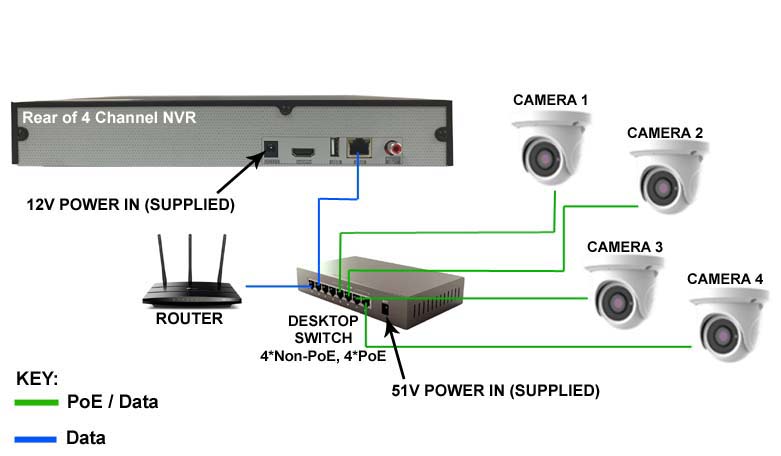 Rear of 4 Channel NVR
CAMERA 1
CAMERA 2
12V POWER IN (SUPPLIED)
CAMERA 3
CAMERA 4
ROUTER
DESKTOP
SWITCH
4*Non-PoE, 4*PoE
51V POWER IN (SUPPLIED)
KEY:
PoE / Data
Data